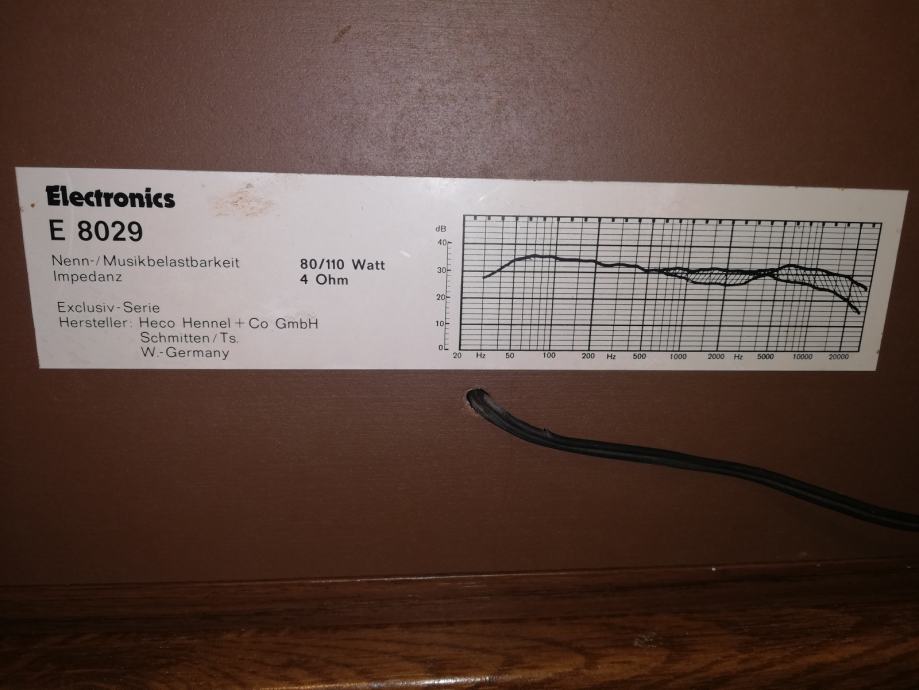 Electronics
E 8029
Nenn-/Musikbelastbarkeit 80/110 Watt
Impedanz 4 Ohm
Exclusiv-Serie
Hersteller: Heco Hennel + Co GmbH
Schmitten/Ts.
W.-Germany
dB
40
30
20
10
0
20 Hz 50 100 200 Hz 500 1000 2000 Hz 5000 10000 20000